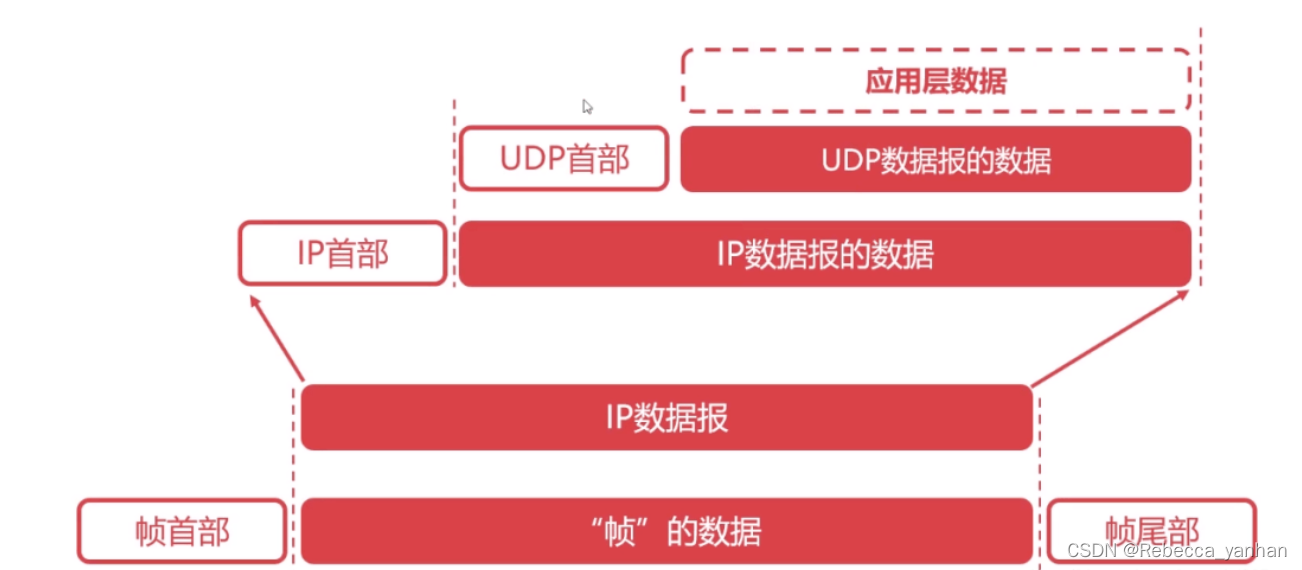 应用层数据
UDP首部 UDP数据报的数据
IP首部 IP数据报的数据
IP数据报
帧首部 “帧”的数据 帧尾部
CSDN @Rebecca_yanhan